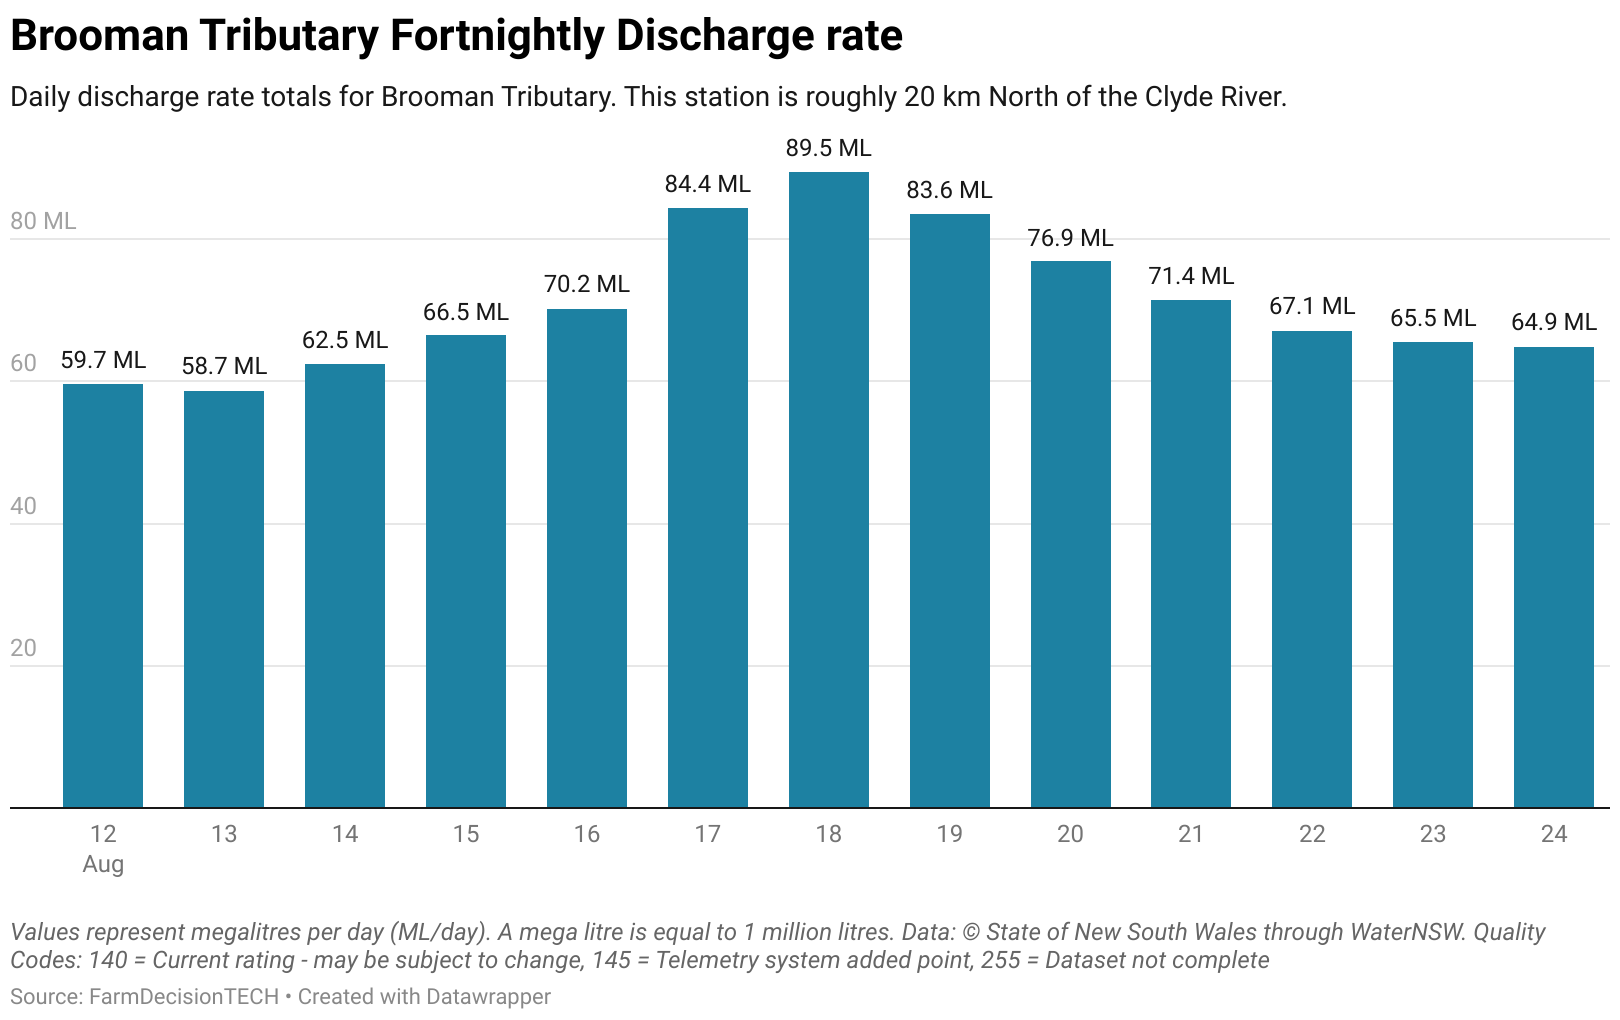 Brooman Tributary Fortnightly Discharge rate
Daily discharge rate totals for Brooman Tributary. This station is roughly 20 km North of the Clyde River.
89.5 ML
84.4 ML
83.6 ML
80 ML
76.9 ML
71.4 ML
70.2 ML
67.1 ML
66.5 ML
65.5 ML
64.9 ML
62.5 ML
60
59.7 ML
58.7 ML
40
20
12 13 14 15 16 17 18 19 20 21 22 23 24
Aug
Values represent megalitres per day (ML/day). A mega litre is equal to 1 million litres. Data: © State of New South Wales through WaterNSW. Quality
Codes: 140 = Current rating - may be subject to change, 145 = Telemetry system added point, 255 = Dataset not complete
Source: FarmDecisionTECH • Created with Datawrapper